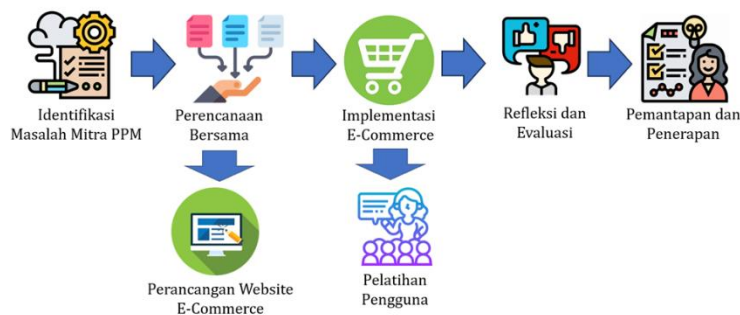 Identifikasi
Masalah Mitra PPM
Perencanaan
Bersama
Implementasi
E-Commerce
Refleksi dan
Evaluasi
Pemantapan dan
Penerapan
Perancangan Website
E-Commerce
Pelatihan
Pengguna